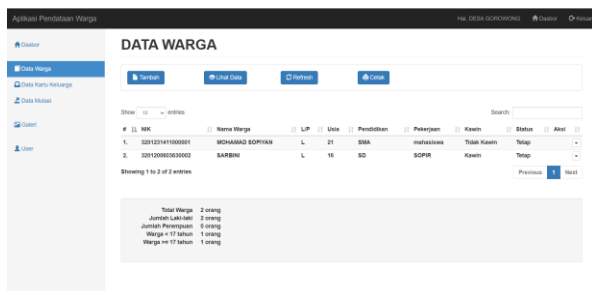 Aplikasi Pendataan Warga
Hai, DESA GOROWONG
Dasbor
Keluar
Dasbor
Data Warga
Data Kartu Keluarga
Data Mutasi
Galeri
User
DATA WARGA
Tambah
Lihat Data
Refresh
Cetak
Show 10 entries
Search:
# NIK Nama Warga L/P Usia Pendidikan Pekerjaan Kawin Status Aksi
1. 3201231411000001 MOHAMAD SOPIYAN L 21 SMA mahasiswa Tidak Kawin Tetap
2. 3201200603630002 SARBINI L 16 SD SOPIR Kawin Tetap
Showing 1 to 2 of 2 entries
Previous 1 Next
Total Warga 2 orang
Jumlah Laki-laki 2 orang
Jumlah Perempuan 0 orang
Warga < 17 tahun 1 orang
Warga >= 17 tahun 1 orang